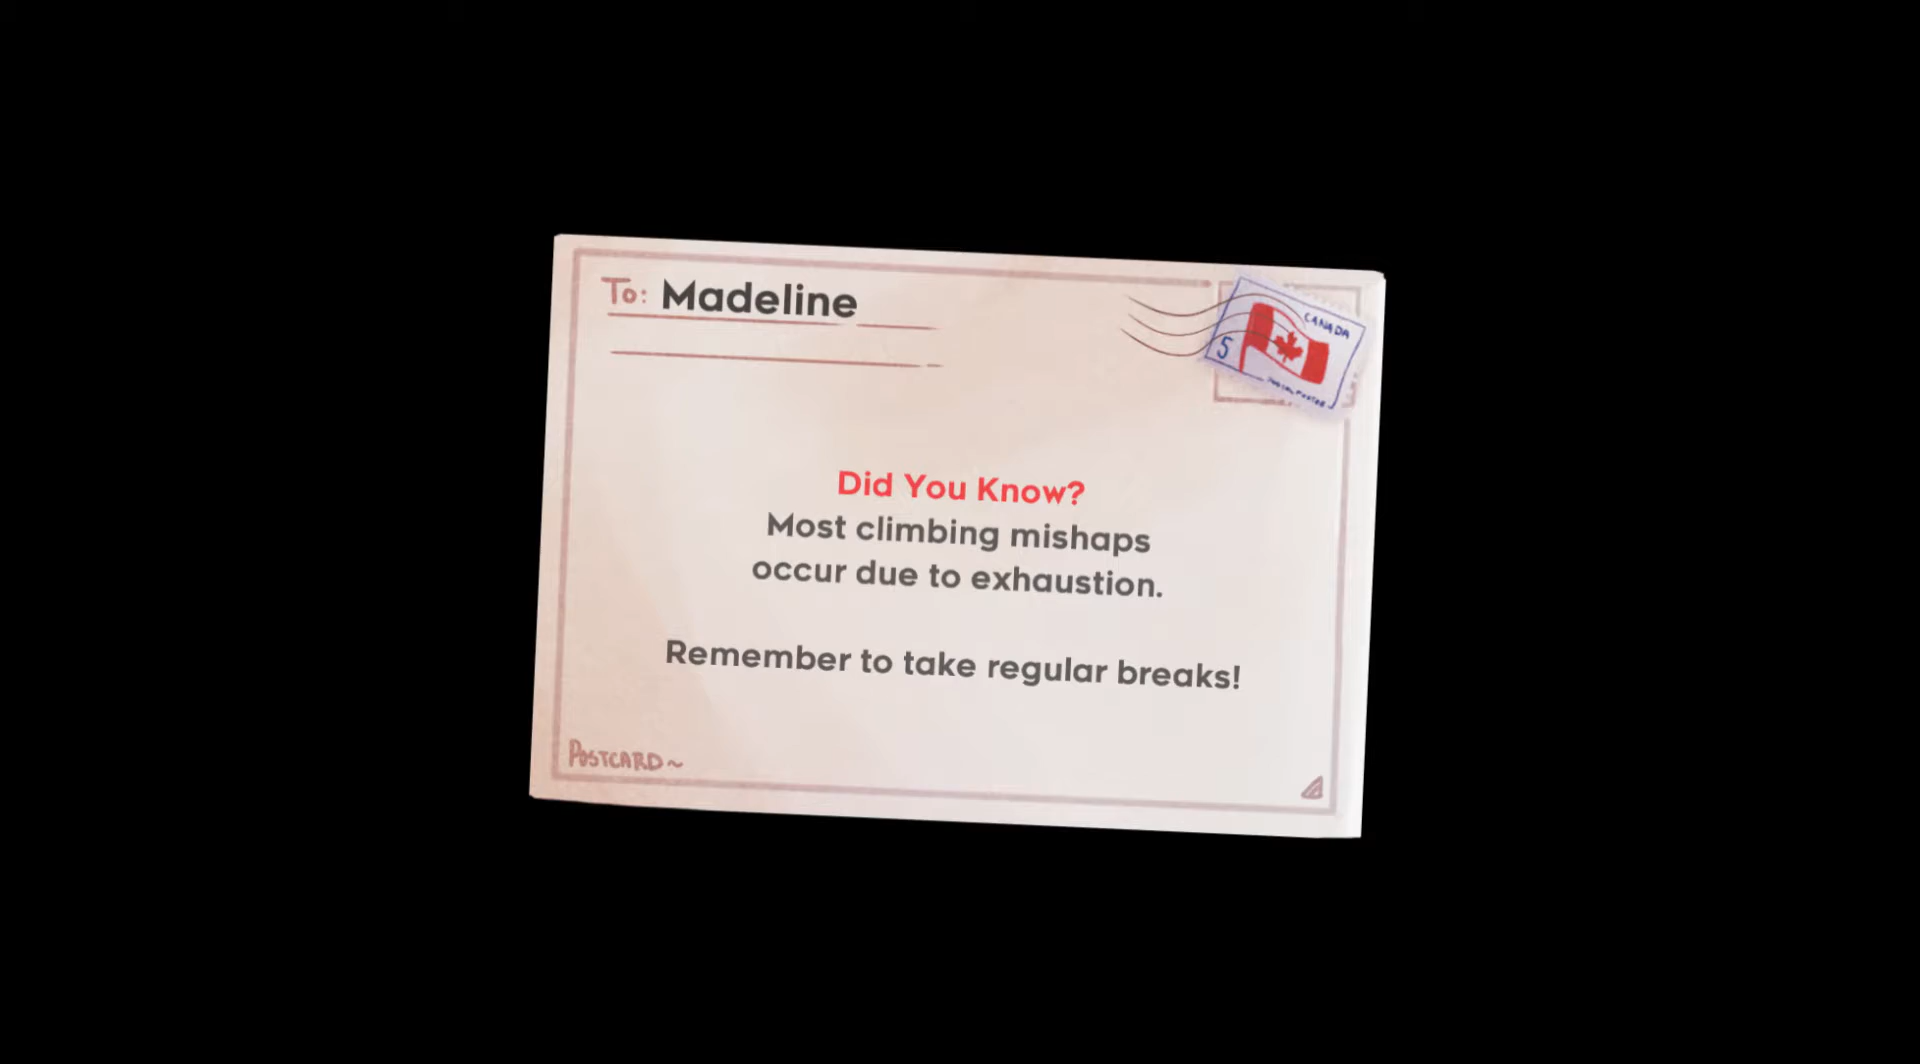 To: Madeline
CANADA
5
Did You Know?
Most climbing mishaps
occur due to exhaustion.
Remember to take regular breaks!
POSTCARD~